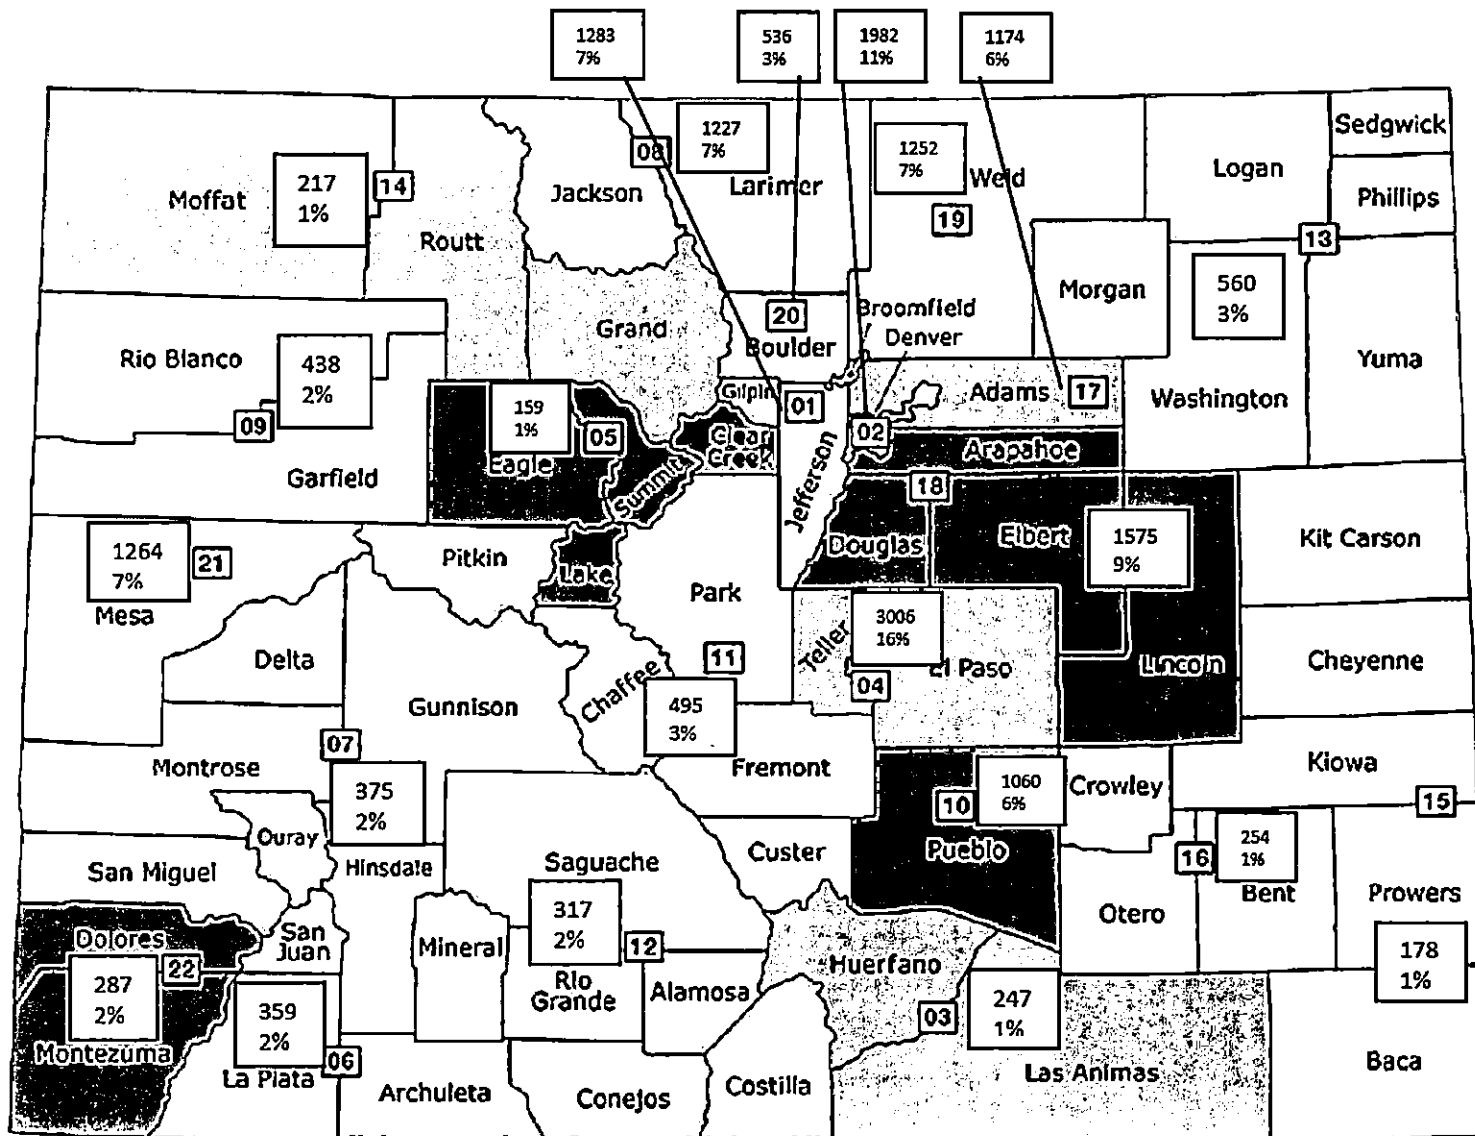 1283
7%
536
3%
1982
11%
1174
6%
1227
7%
1252
7%
Sedgwick
08
Larimer
Weld
Logan
Moffat
217
1%
14
Jackson
Phillips
Routt
19
13
Morgan
560
3%
Grand
20
Boulder
Broomfield
Denver
Rio Blanco
438
2%
09
Yuma
Gilpin
01
Adams
17
Washington
159
1%
05
Eagle
Clear
Creek
02
Arapahoe
Garfield
Summit
Jefferson
18
1264
7%
21
Mesa
Pitkin
Lake
Douglas
Elbert
1575
9%
Kit Carson
Park
3006
16%
Teller
El Paso
04
Delta
11
Lincoln
Cheyenne
Gunnison
Chaffee
495
3%
07
Montrose
Fremont
Kiowa
375
2%
10
1060
6%
Crowley
15
Ouray
Hinsdale
Saguache
Custer
Pueblo
16
254
1%
Bent
San Miguel
Prowers
Otero
Dolores
San
Juan
Mineral
317
2%
12
22
287
2%
Rio
Grande
Alamosa
Huerfano
178
1%
359
2%
03
247
1%
Montezuma
La Plata
06
Archuleta
Conejos
Costilla
Las Animas
Baca